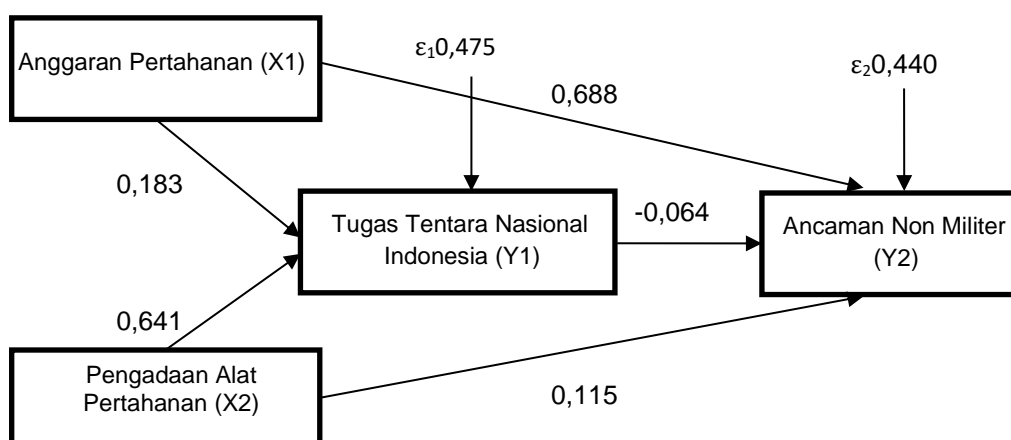 ε₁0,475
ε₂0,440
Anggaran Pertahanan (X1)
0,688
0,183
Tugas Tentara Nasional
Indonesia (Y1)
-0,064
Ancaman Non Militer
(Y2)
0,641
Pengadaan Alat
Pertahanan (X2)
0,115